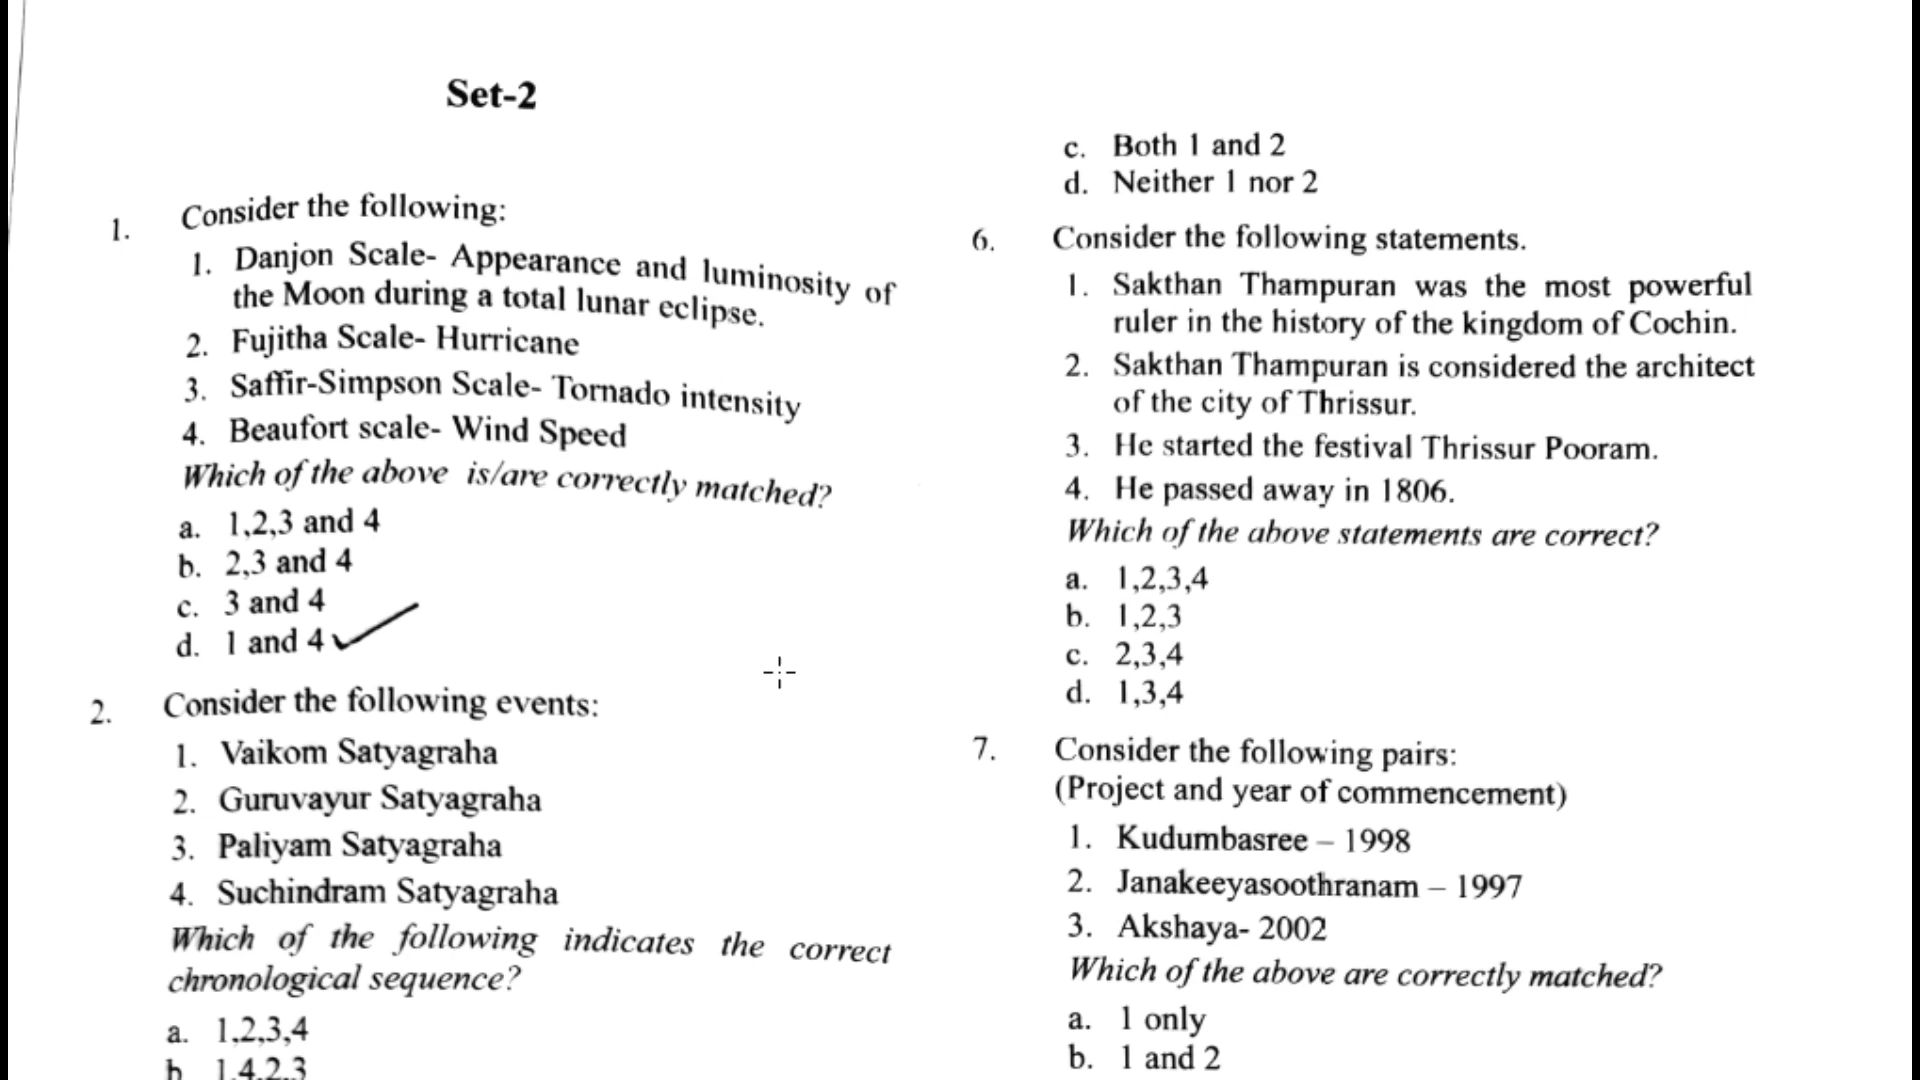 Set-2
1. Consider the following:
1. Danjon Scale- Appearance and luminosity of
the Moon during a total lunar eclipse.
2. Fujitha Scale- Hurricane
3. Saffir-Simpson Scale- Tornado intensity
4. Beaufort scale- Wind Speed
Which of the above is/are correctly matched?
a. 1,2,3 and 4
b. 2,3 and 4
c. 3 and 4
d. 1 and 4
2. Consider the following events:
1. Vaikom Satyagraha
2. Guruvayur Satyagraha
3. Paliyam Satyagraha
4. Suchindram Satyagraha
Which of the following indicates the correct
chronological sequence?
a. 1,2,3,4
b 1,4,2,3
c. Both 1 and 2
d. Neither 1 nor 2
6. Consider the following statements.
1. Sakthan Thampuran was the most powerful
ruler in the history of the kingdom of Cochin.
2. Sakthan Thampuran is considered the architect
of the city of Thrissur.
3. He started the festival Thrissur Pooram.
4. He passed away in 1806.
Which of the above statements are correct?
a. 1,2,3,4
b. 1,2,3
c. 2,3,4
d. 1,3,4
7. Consider the following pairs:
(Project and year of commencement)
1. Kudumbasree – 1998
2. Janakeeyasoothranam – 1997
3. Akshaya- 2002
Which of the above are correctly matched?
a. 1 only
b. 1 and 2